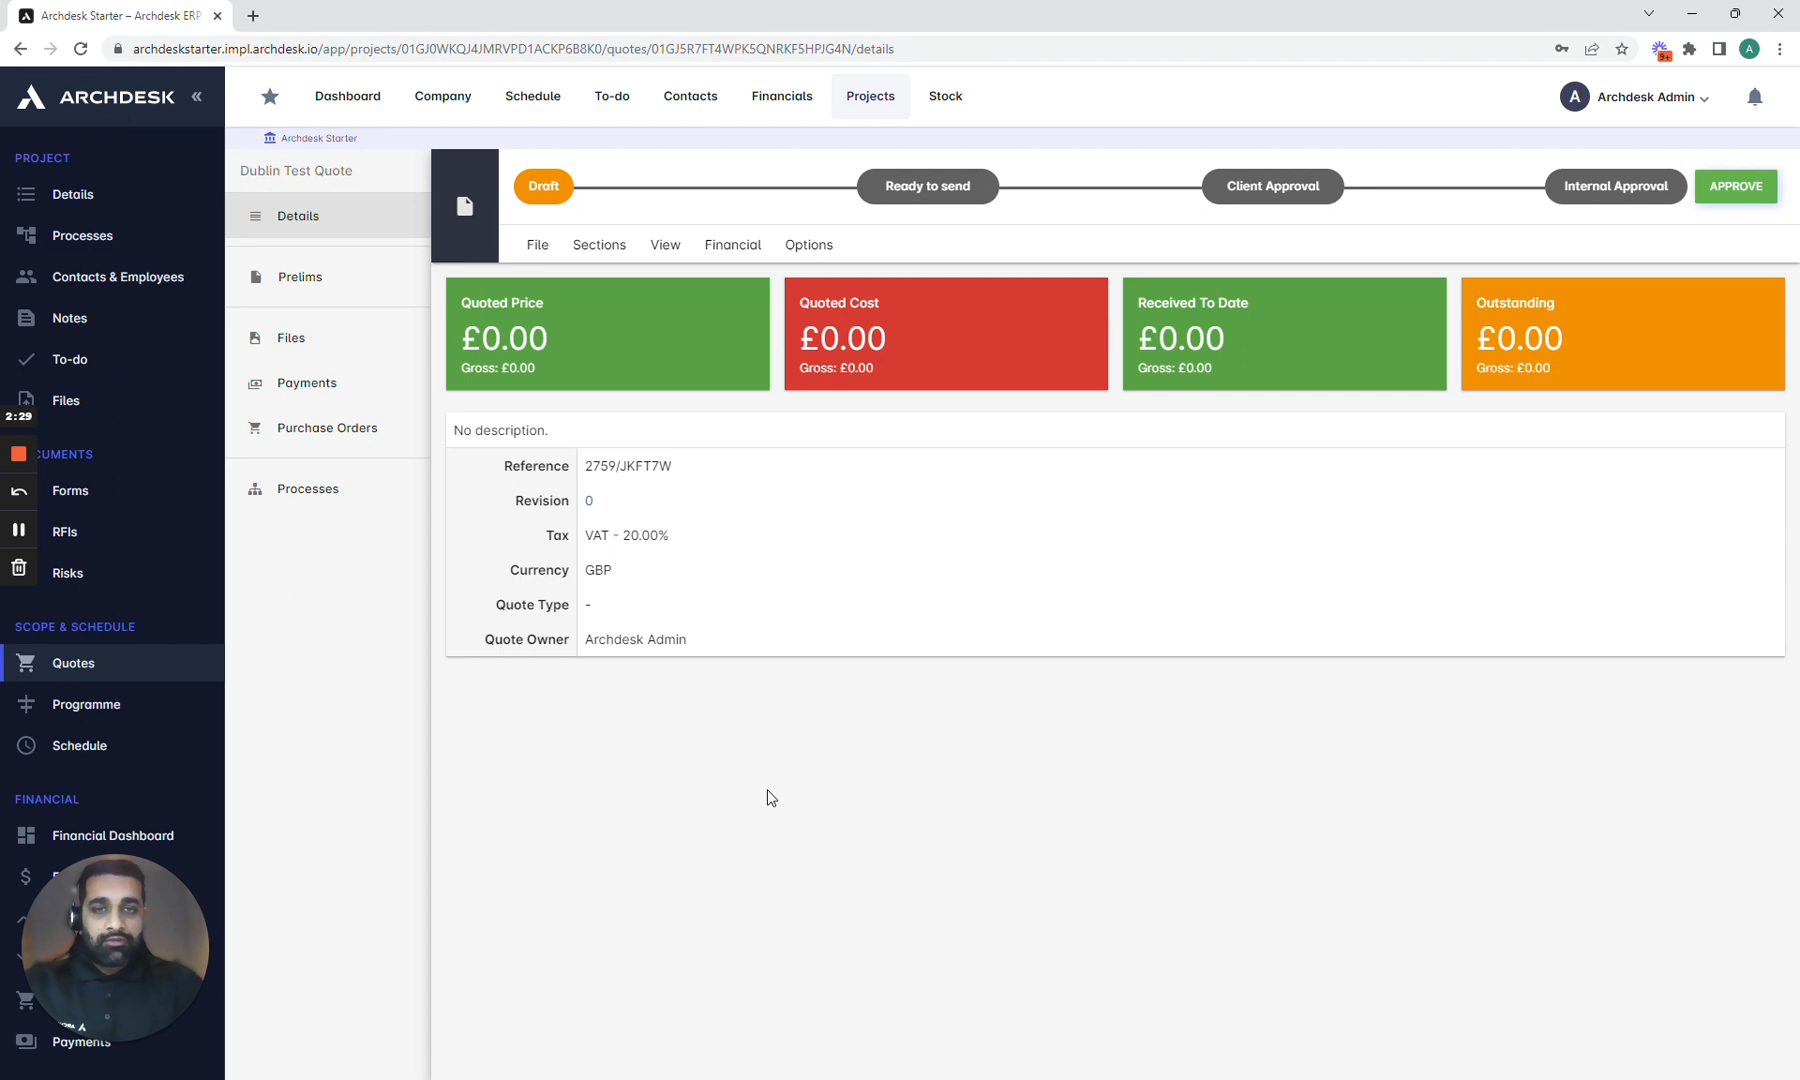 Archdesk Starter – Archdesk ERP
archdeskstarter.impl.archdesk.io/app/projects/01GJ0WKQJ4JMRVPD1ACKP6B8K0/quotes/01GJ5R7FT4WPK5QNRKF5HPJG4N/details
9+
A
ARCHDESK
Dashboard
Company
Schedule
To-do
Contacts
Financials
Projects
Stock
A
Archdesk Admin
Archdesk Starter
PROJECT
Details
Processes
Contacts & Employees
Notes
To-do
Files
2:29
CUMENTS
Forms
RFIs
Risks
SCOPE & SCHEDULE
Quotes
Programme
Schedule
FINANCIAL
Financial Dashboard
Payments
Dublin Test Quote
Details
Prelims
Files
Payments
Purchase Orders
Processes
Draft
Ready to send
Client Approval
Internal Approval
APPROVE
File
Sections
View
Financial
Options
Quoted Price
£0.00
Gross: £0.00
Quoted Cost
£0.00
Gross: £0.00
Received To Date
£0.00
Gross: £0.00
Outstanding
£0.00
Gross: £0.00
No description.
Reference 2759/JKFT7W
Revision 0
Tax VAT - 20.00%
Currency GBP
Quote Type -
Quote Owner Archdesk Admin